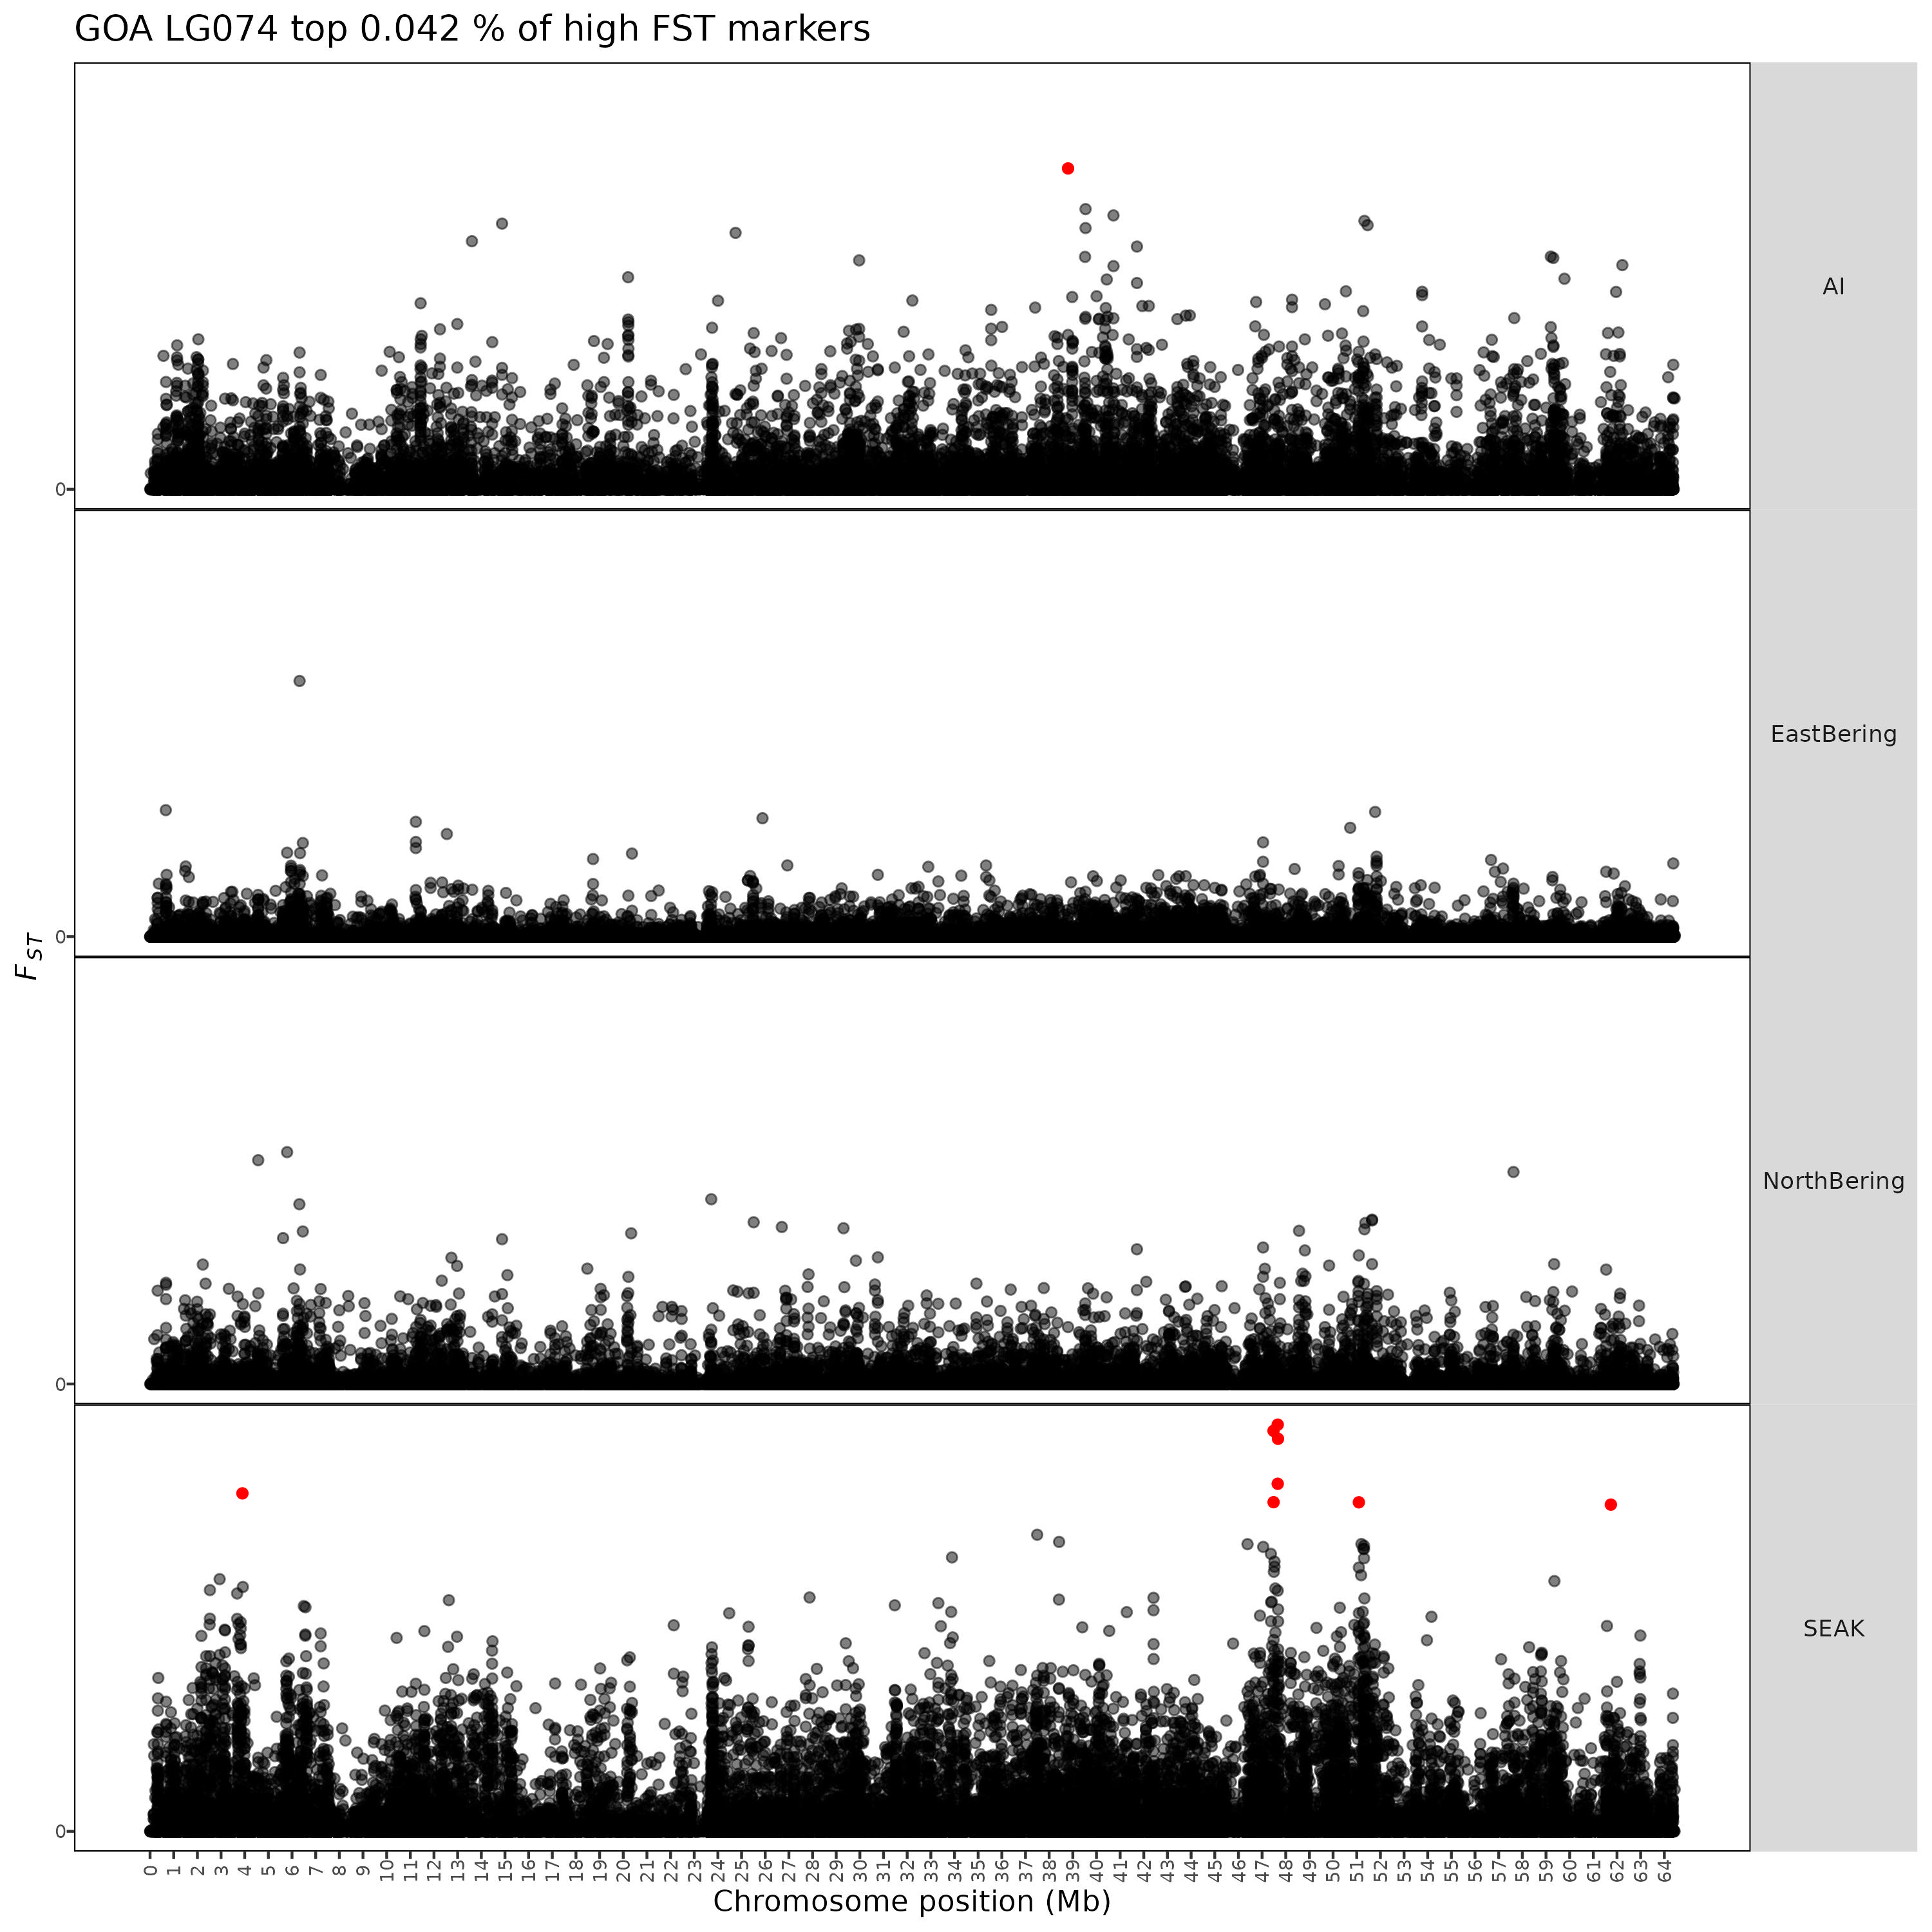 GOA LG074 top 0.042 % of high FST markers
AI
0
EastBering
0
NorthBering
0
SEAK
0
FST
0 1 2 3 4 5 6 7 8 9 10 11 12 13 14 15 16 17 18 19 20 21 22 23 24 25 26 27 28 29 30 31 32 33 34 35 36 37 38 39 40 41 42 43 44 45 46 47 48 49 50 51 52 53 54 55 56 57 58 59 60 61 62 63 64
Chromosome position (Mb)